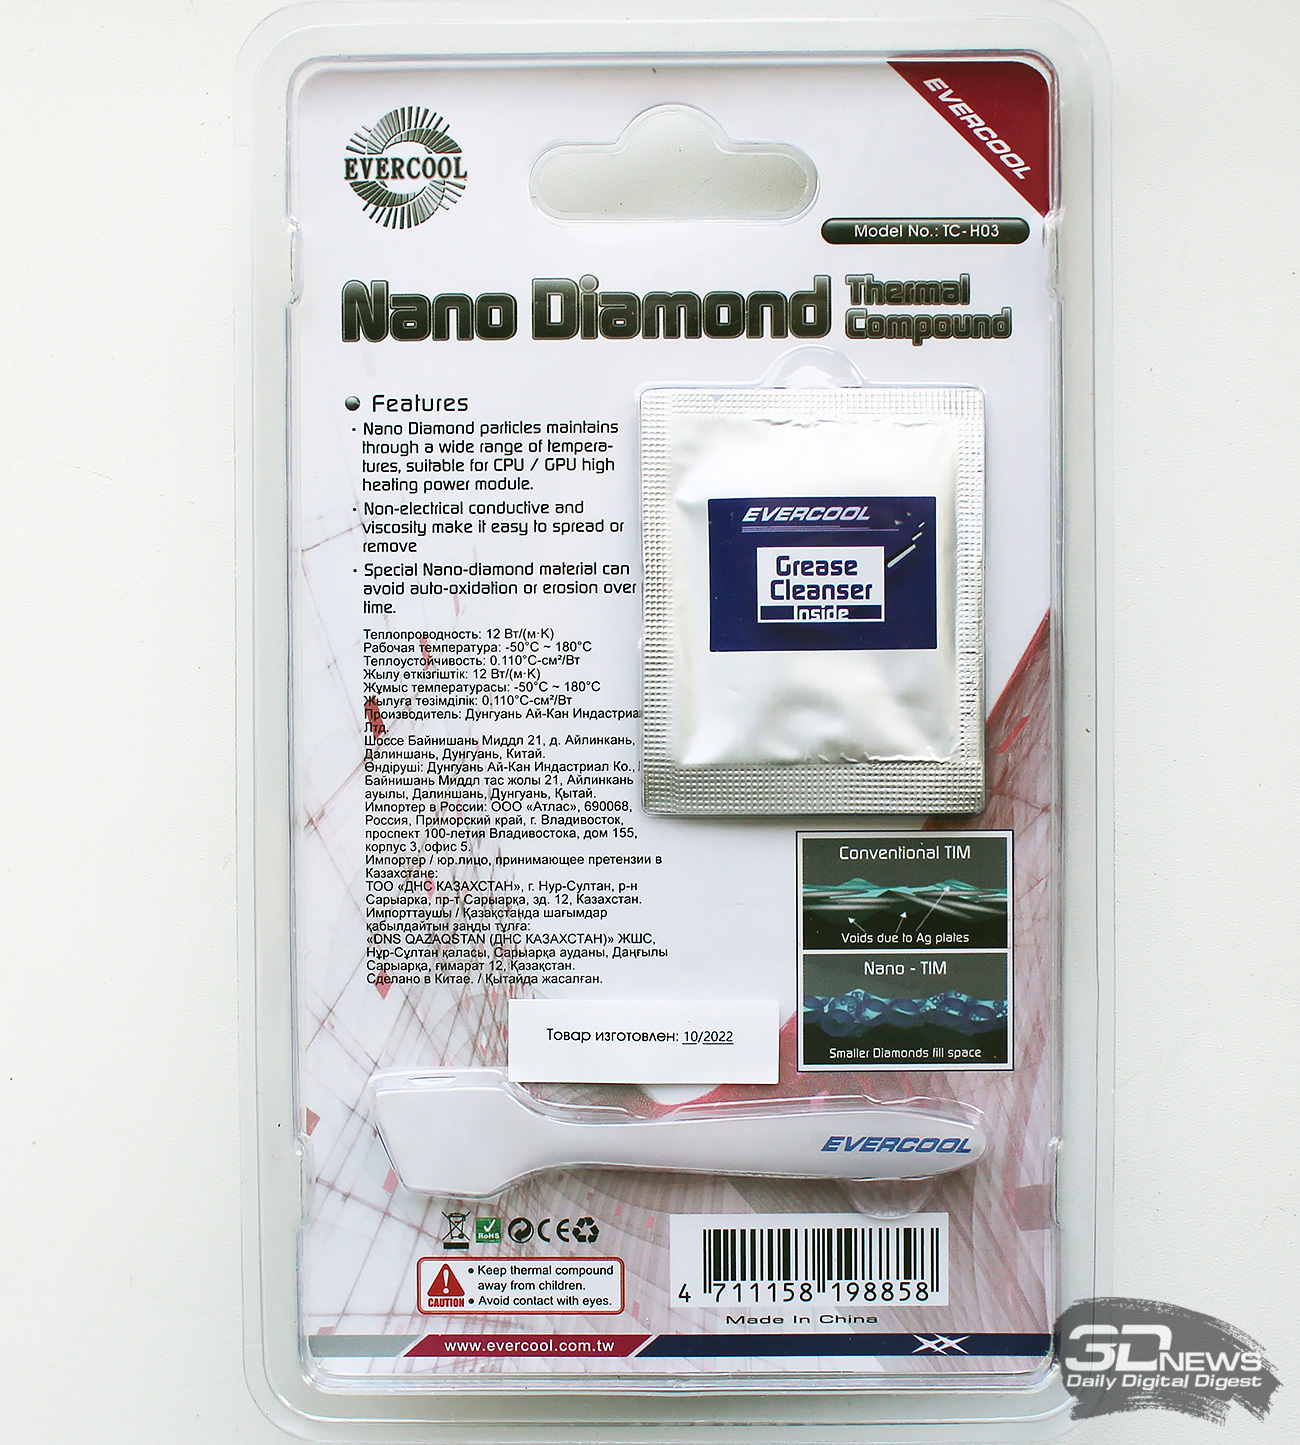 EVERCOOL
EVERCOOL
Model No.: TC-H03
Nano Diamond Thermal Compound
Features
· Nano Diamond particles maintains
through a wide range of tempera-
tures, suitable for CPU / GPU high
heating power module.
· Non-electrical conductive and
viscosity make it easy to spread or
remove
· Special Nano-diamond material can
avoid auto-oxidation or erosion over
time.
EVERCOOL
Grease
Cleanser
Inside
Теплопроводность: 12 Вт/(м·K)
Рабочая температура: -50°C ~ 180°C
Теплоустойчивость: 0.110°C-см²/Вт
Жылу өткізгіштік: 12 Вт/(м·K)
Жұмыс температурасы: -50°C ~ 180°C
Жылуға төзімділік: 0,110°C-см²/Вт
Производитель: Дунгуань Ай-Кан Индастриа
Лтд.
Шоссе Байнишань Миддл 21, д. Айлинкань,
Далиншань, Дунгуань, Китай.
Өндіруші: Дунгуань Ай-Кан Индастриал Ко.,
Байнишань Миддл тас жолы 21, Айлинкань
ауылы, Далиншань, Дунгуань, Қытай.
Импортер в России: ООО «Атлас», 690068,
Россия, Приморский край, г. Владивосток,
проспект 100-летия Владивостока, дом 155,
корпус 3, офис 5.
Импортер / юр.лицо, принимающее претензии в
Казахстане:
ТОО «ДНС КАЗАХСТАН», г. Нур-Султан, р-н
Сарыарка, пр-т Сарыарқа, зд. 12, Казахстан.
Импорттаушы / Қазақстанда шағымдар
қабылдайтын заңды тұлға:
«DNS QAZAQSTAN (ДНС КАЗАХСТАН)» ЖШС,
Нұр-Сұлтан қаласы, Сарыарқа ауданы, Даңғылы
Сарыарқа, ғимарат 12, Қазақстан.
Сделано в Китае. / Қытайда жасалған.
Conventional TIM
Voids due to Ag plates
Nano - TIM
Smaller Diamonds fill space
Товар изготовлен: 10/2022
EVERCOOL
RoHS
CE
CAUTION
• Keep thermal compound
away from children.
• Avoid contact with eyes.
4 711158 198858
Made In China
www.evercool.com.tw
3DNEWS
Daily Digital Digest